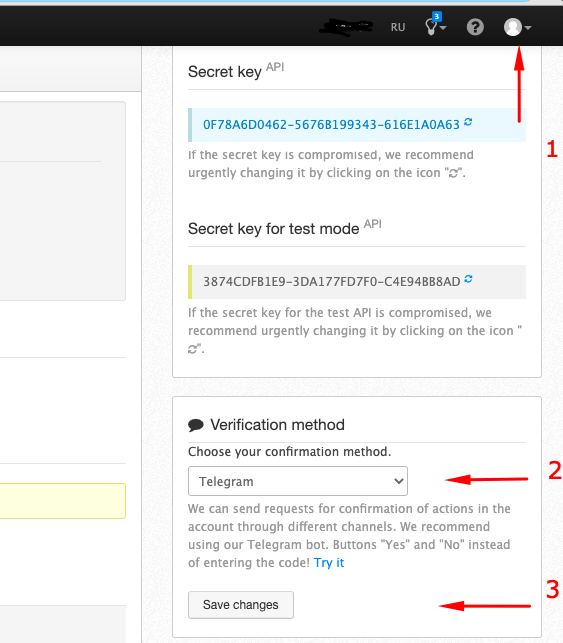 RU
3
?
Secret key API
0F78A6D0462-5676B199343-616E1A0A63
If the secret key is compromised, we recommend
urgently changing it by clicking on the icon "".
1
Secret key for test mode API
3874CDFB1E9-3DA177FD7F0-C4E94BB8AD
If the secret key for the test API is compromised, we
recommend urgently changing it by clicking on the icon "
".
Verification method
Choose your confirmation method.
Telegram
2
We can send requests for confirmation of actions in the
account through different channels. We recommend
using our Telegram bot. Buttons "Yes" and "No" instead
of entering the code! Try it
Save changes
3